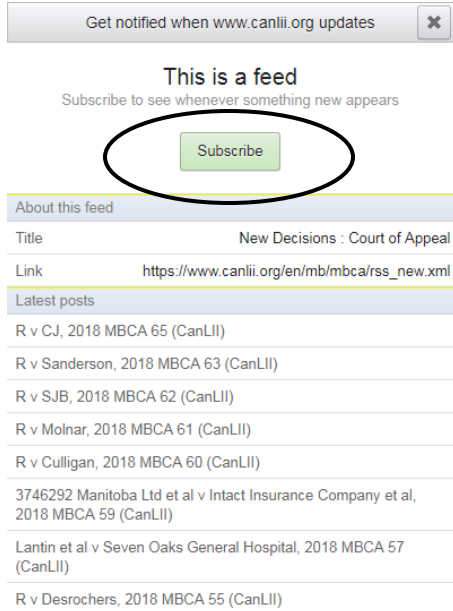 Get notified when www.canlii.org updates
This is a feed
Subscribe to see whenever something new appears
Subscribe
About this feed
Title New Decisions : Court of Appeal
Link https://www.canlii.org/en/mb/mbca/rss_new.xml
Latest posts
R v CJ, 2018 MBCA 65 (CanLII)
R v Sanderson, 2018 MBCA 63 (CanLII)
R v SJB, 2018 MBCA 62 (CanLII)
R v Molnar, 2018 MBCA 61 (CanLII)
R v Culligan, 2018 MBCA 60 (CanLII)
3746292 Manitoba Ltd et al v Intact Insurance Company et al,
2018 MBCA 59 (CanLII)
Lantin et al v Seven Oaks General Hospital, 2018 MBCA 57
(CanLII)
R v Desrochers, 2018 MBCA 55 (CanLII)